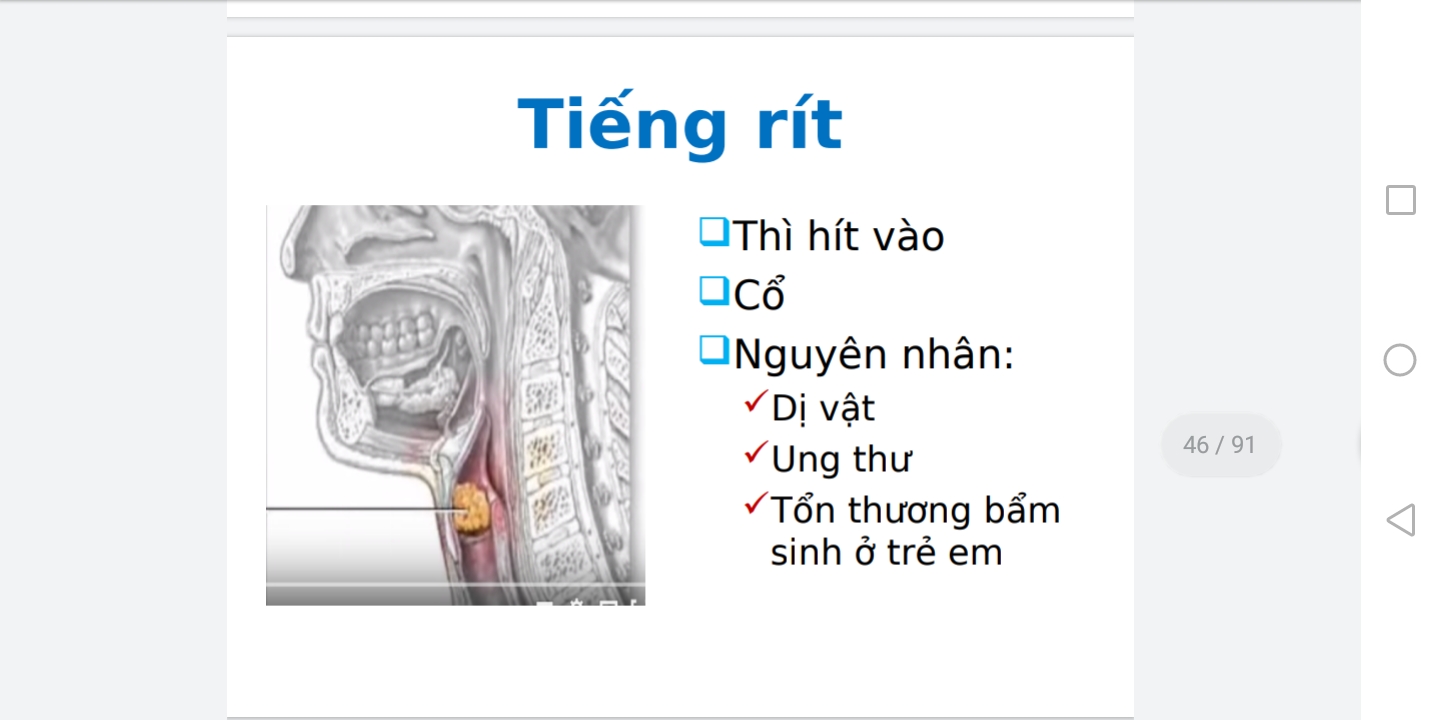 Tiếng rít
Thì hít vào
Cổ
Nguyên nhân:
Dị vật
Ung thư
Tổn thương bẩm
sinh ở trẻ em
46 / 91